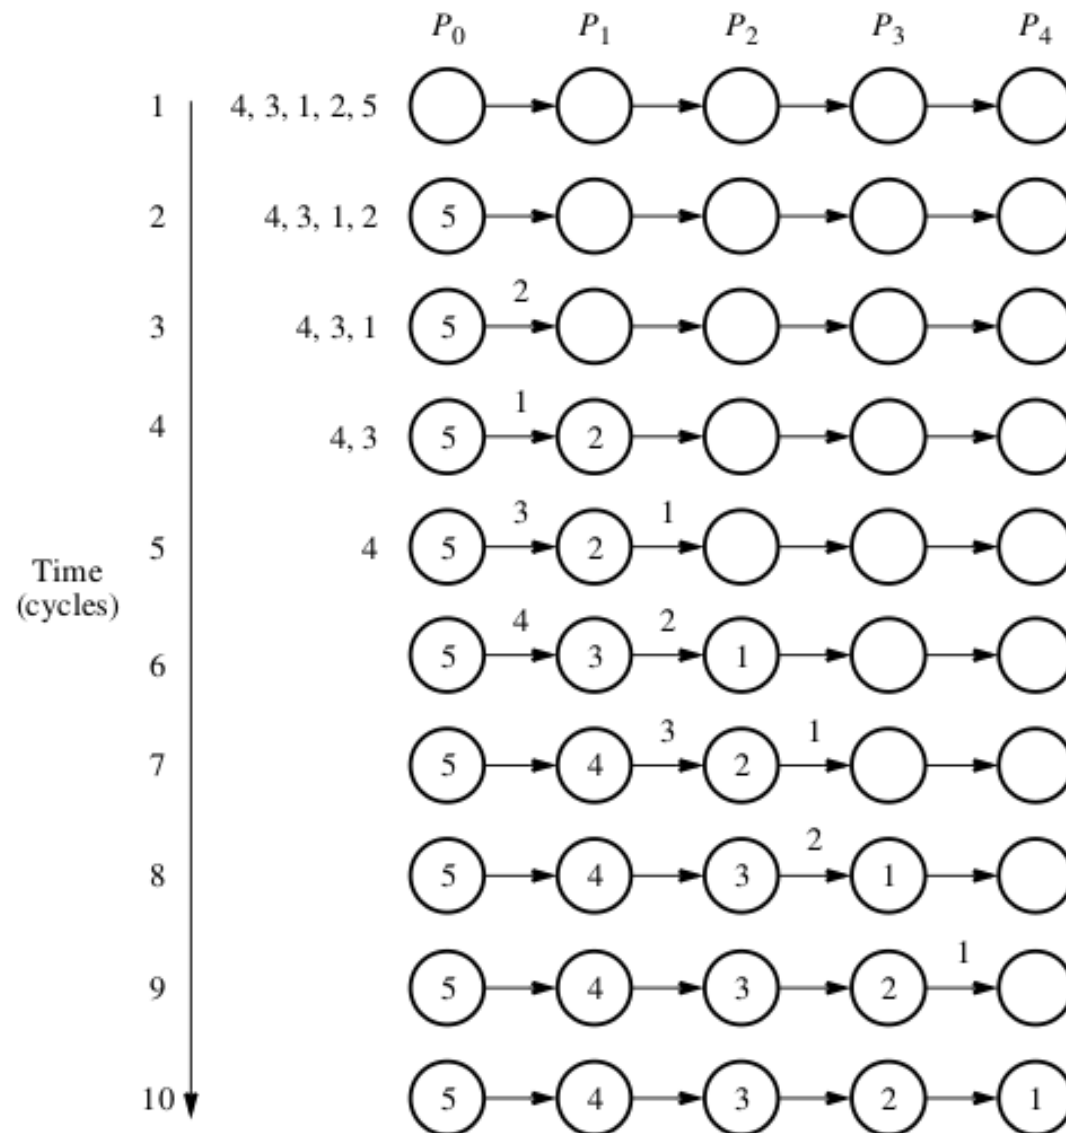 P0 P1 P2 P3 P4
1 4, 3, 1, 2, 5
2 4, 3, 1, 2 5
2
3 4, 3, 1 5
1
4 4, 3 5 2
3 1
5 4 5 2
Time
(cycles)
4 2
6 5 3 1
3 1
7 5 4 2
2
8 5 4 3 1
1
9 5 4 3 2
10 5 4 3 2 1